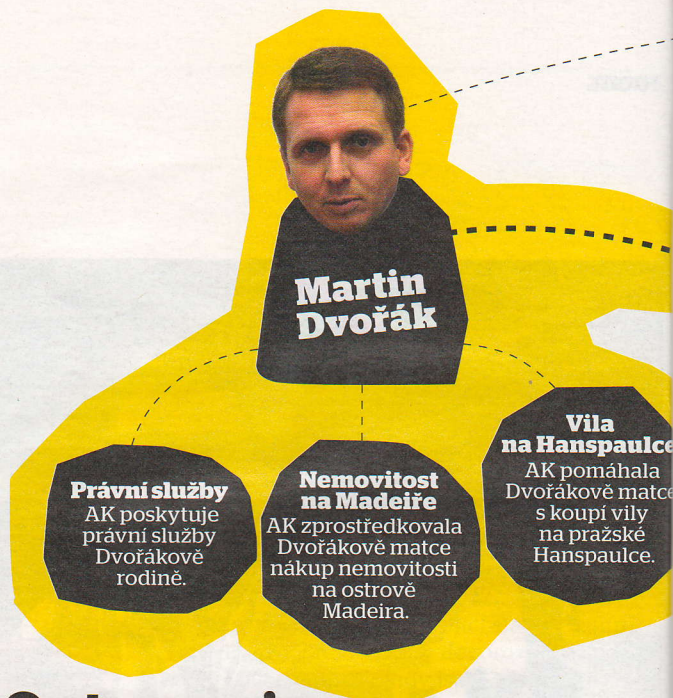 Martin
Dvořák
Právní služby
AK poskytuje
právní služby
Dvořákově
rodině.
Nemovitost
na Madeiře
AK zprostředkovala
Dvořákově matce
nákup nemovitosti
na ostrově
Madeira.
Vila
na Hanspaulce
AK pomáhala
Dvořákově matce
s koupí vily
na pražské
Hanspaulce.